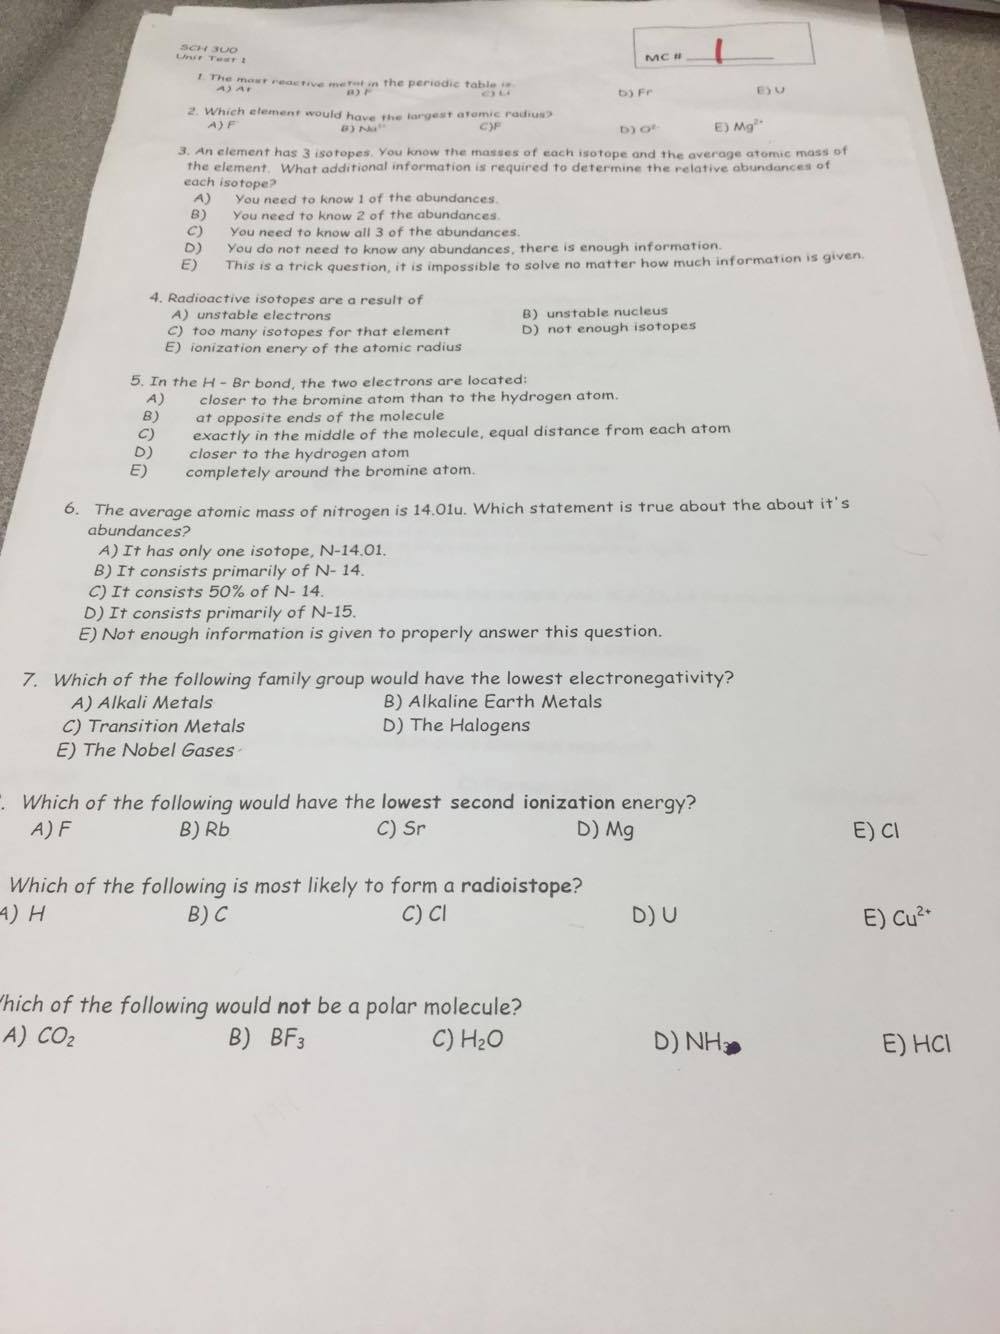 SCH 3U0
Unit Test 1
MC # 1
1. The most reactive metal in the periodic table is:
A) Ar B) F C) Li D) Fr E) U
2. Which element would have the largest atomic radius?
A) F B) C)F D) O²⁻ E) Mg²⁺
3. An element has 3 isotopes. You know the masses of each isotope and the average atomic mass of
the element. What additional information is required to determine the relative abundances of
each isotope?
A) You need to know 1 of the abundances.
B) You need to know 2 of the abundances.
C) You need to know all 3 of the abundances.
D) You do not need to know any abundances, there is enough information.
E) This is a trick question, it is impossible to solve no matter how much information is given.
4. Radioactive isotopes are a result of
A) unstable electrons B) unstable nucleus
C) too many isotopes for that element D) not enough isotopes
E) ionization enery of the atomic radius
5. In the H - Br bond, the two electrons are located:
A) closer to the bromine atom than to the hydrogen atom.
B) at opposite ends of the molecule
C) exactly in the middle of the molecule, equal distance from each atom
D) closer to the hydrogen atom
E) completely around the bromine atom.
6. The average atomic mass of nitrogen is 14.01u. Which statement is true about the about it's
abundances?
A) It has only one isotope, N-14.01.
B) It consists primarily of N- 14.
C) It consists 50% of N- 14.
D) It consists primarily of N-15.
E) Not enough information is given to properly answer this question.
7. Which of the following family group would have the lowest electronegativity?
A) Alkali Metals B) Alkaline Earth Metals
C) Transition Metals D) The Halogens
E) The Nobel Gases
. Which of the following would have the lowest second ionization energy?
A) F B) Rb C) Sr D) Mg E) Cl
Which of the following is most likely to form a radioistope?
A) H B) C C) Cl D) U E) Cu²⁺
hich of the following would not be a polar molecule?
A) CO₂ B) BF₃ C) H₂O D) NH₃ E) HCl